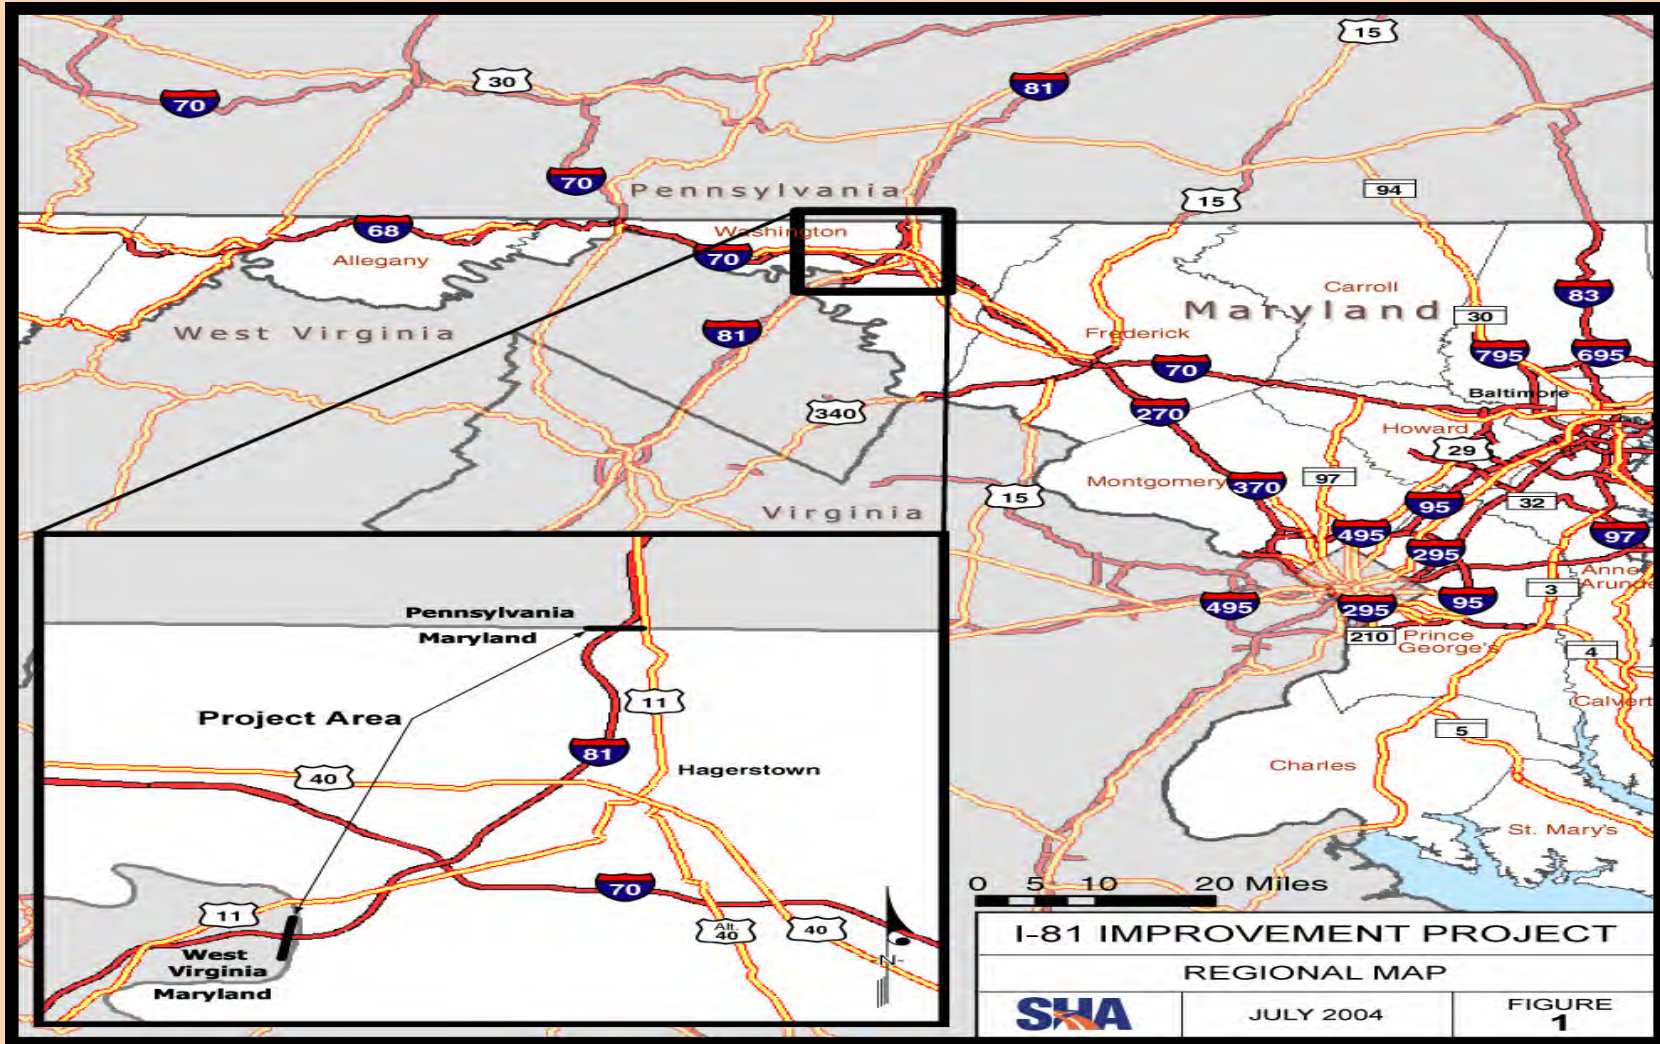 15
30
81
70
70
Pennsylvania
94
15
68
Washington
70
Allegany
Carroll
83
Maryland
30
West Virginia
81
Frederick
795
695
70
Baltimore
340
270
Howard
29
Montgomery
370
97
15
95
32
Virginia
495
97
295
Anne
Arunde
3
495
295
95
210
Prince
George's
4
Calvert
5
Charles
St. Mary's
Pennsylvania
Maryland
11
Project Area
81
Hagerstown
40
70
11
Alt.
40
40
-N-
West
Virginia
Maryland
0 5 10 20 Miles
I-81 IMPROVEMENT PROJECT
REGIONAL MAP
SHA
JULY 2004
FIGURE
1